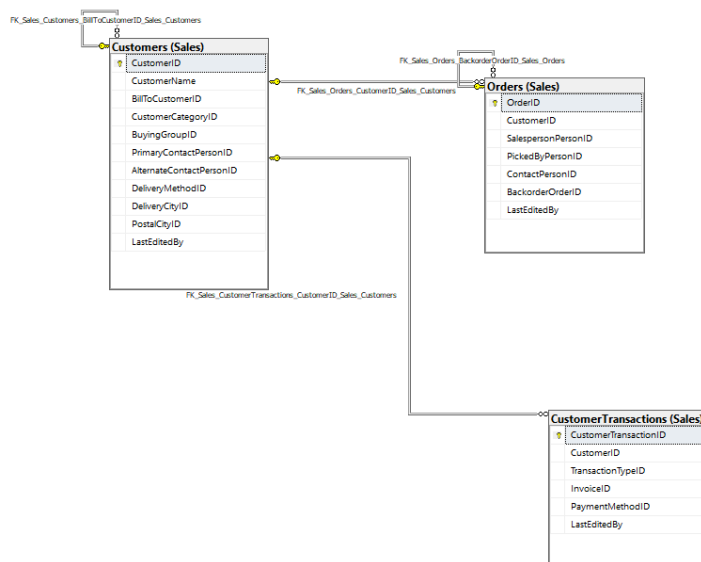 FK_Sales_Customers_BillToCustomerID_Sales_Customers
Customers (Sales)
CustomerID
CustomerName
BillToCustomerID
CustomerCategoryID
BuyingGroupID
PrimaryContactPersonID
AlternateContactPersonID
DeliveryMethodID
DeliveryCityID
PostalCityID
LastEditedBy
FK_Sales_Orders_BackorderOrderID_Sales_Orders
FK_Sales_Orders_CustomerID_Sales_Customers
Orders (Sales)
OrderID
CustomerID
SalespersonPersonID
PickedByPersonID
ContactPersonID
BackorderOrderID
LastEditedBy
FK_Sales_CustomerTransactions_CustomerID_Sales_Customers
CustomerTransactions (Sales)
CustomerTransactionID
CustomerID
TransactionTypeID
InvoiceID
PaymentMethodID
LastEditedBy